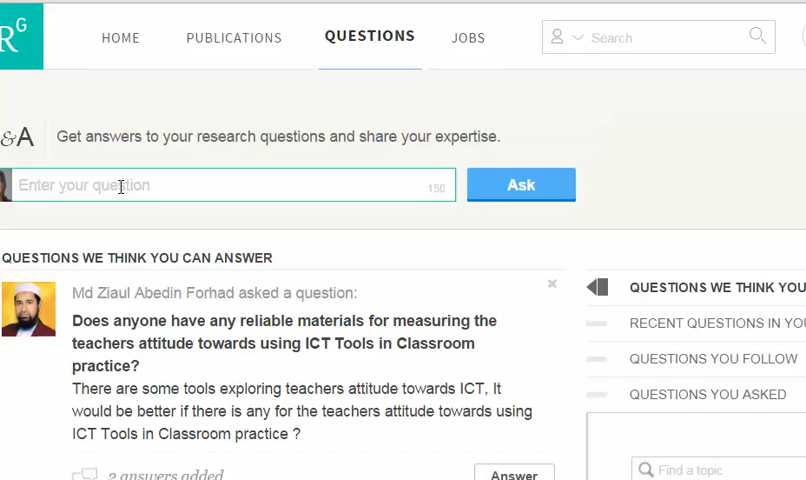 RG
HOME
PUBLICATIONS
QUESTIONS
JOBS
Search
&A
Get answers to your research questions and share your expertise.
Enter your question
150
Ask
QUESTIONS WE THINK YOU CAN ANSWER
Md Ziaul Abedin Forhad asked a question:
Does anyone have any reliable materials for measuring the
teachers attitude towards using ICT Tools in Classroom
practice?
There are some tools exploring teachers attitude towards ICT, It
would be better if there is any for the teachers attitude towards using
ICT Tools in Classroom practice ?
2 answers added
Answer
QUESTIONS WE THINK YOU
RECENT QUESTIONS IN YOU
QUESTIONS YOU FOLLOW
QUESTIONS YOU ASKED
Find a topic